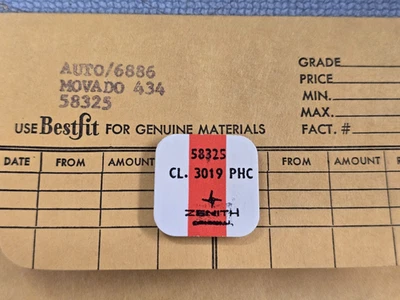 AUTO/6886
MOVADO 434
58325
USE Bestfit FOR GENUINE MATERIALS
GRADE
PRICE
MIN.
MAX.
FACT. #
DATE FROM AMOUNT FROM AMOUNT
58325
CL. 3019 PHC
ZENITH